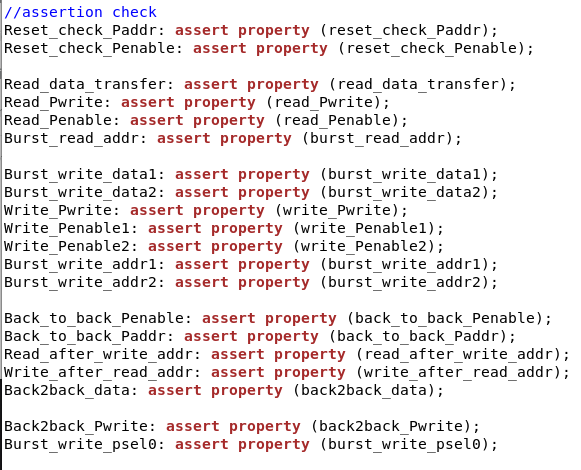 //assertion check
Reset_check_Paddr: assert property (reset_check_Paddr);
Reset_check_Penable: assert property (reset_check_Penable);
Read_data_transfer: assert property (read_data_transfer);
Read_Pwrite: assert property (read_Pwrite);
Read_Penable: assert property (read_Penable);
Burst_read_addr: assert property (burst_read_addr);
Burst_write_data1: assert property (burst_write_data1);
Burst_write_data2: assert property (burst_write_data2);
Write_Pwrite: assert property (write_Pwrite);
Write_Penable1: assert property (write_Penable1);
Write_Penable2: assert property (write_Penable2);
Burst_write_addr1: assert property (burst_write_addr1);
Burst_write_addr2: assert property (burst_write_addr2);
Back_to_back_Penable: assert property (back_to_back_Penable);
Back_to_back_Paddr: assert property (back_to_back_Paddr);
Read_after_write_addr: assert property (read_after_write_addr);
Write_after_read_addr: assert property (write_after_read_addr);
Back2back_data: assert property (back2back_data);
Back2back_Pwrite: assert property (back2back_Pwrite);
Burst_write_psel0: assert property (burst_write_psel0);